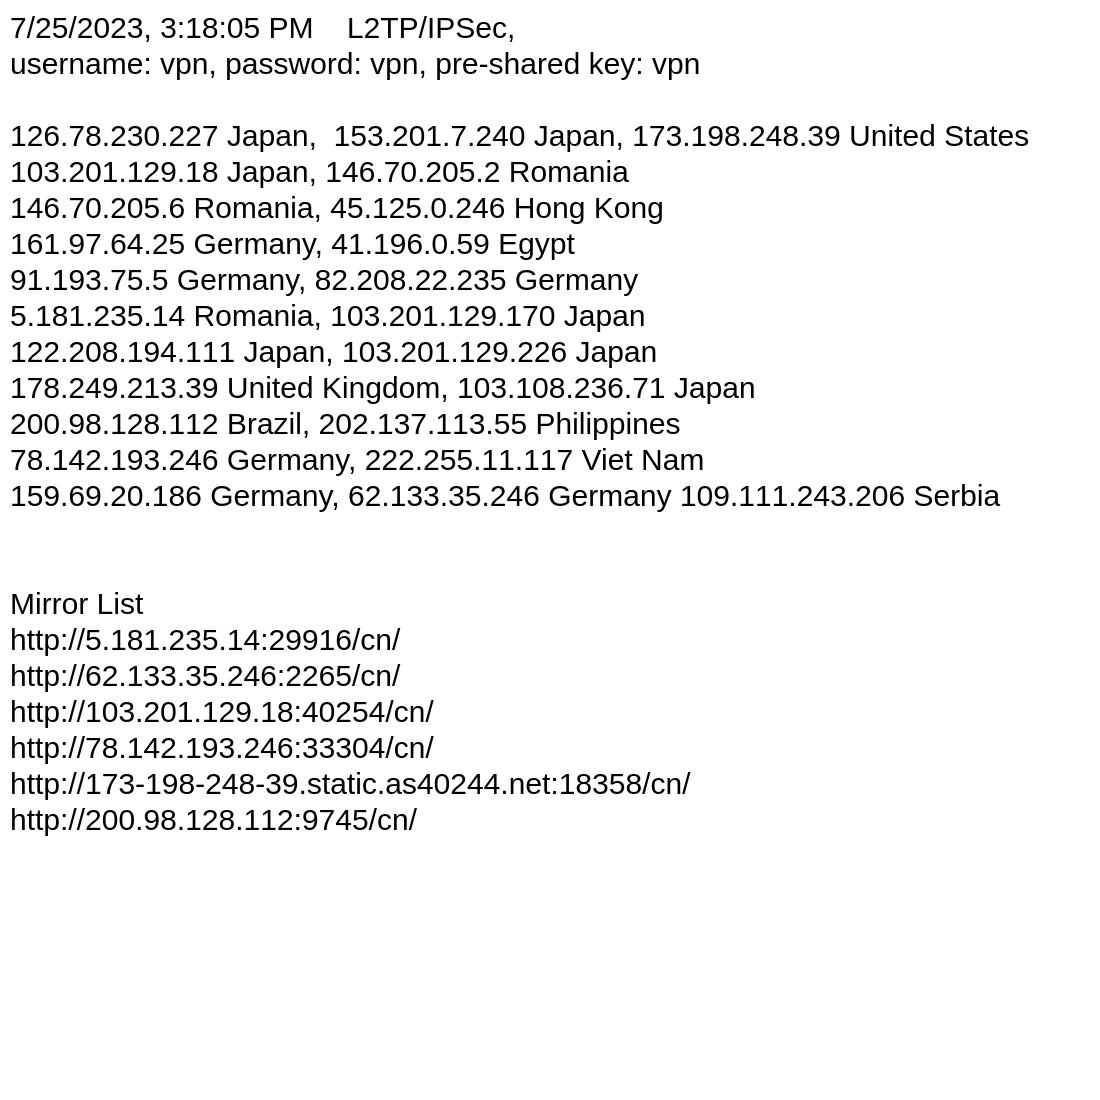 7/25/2023, 3:18:05 PM    L2TP/IPSec,
username: vpn, password: vpn, pre-shared key: vpn
126.78.230.227 Japan,  153.201.7.240 Japan, 173.198.248.39 United States
103.201.129.18 Japan, 146.70.205.2 Romania
146.70.205.6 Romania, 45.125.0.246 Hong Kong
161.97.64.25 Germany, 41.196.0.59 Egypt
91.193.75.5 Germany, 82.208.22.235 Germany
5.181.235.14 Romania, 103.201.129.170 Japan
122.208.194.111 Japan, 103.201.129.226 Japan
178.249.213.39 United Kingdom, 103.108.236.71 Japan
200.98.128.112 Brazil, 202.137.113.55 Philippines
78.142.193.246 Germany, 222.255.11.117 Viet Nam
159.69.20.186 Germany, 62.133.35.246 Germany 109.111.243.206 Serbia
Mirror List
http://5.181.235.14:29916/cn/
http://62.133.35.246:2265/cn/
http://103.201.129.18:40254/cn/
http://78.142.193.246:33304/cn/
http://173-198-248-39.static.as40244.net:18358/cn/
http://200.98.128.112:9745/cn/